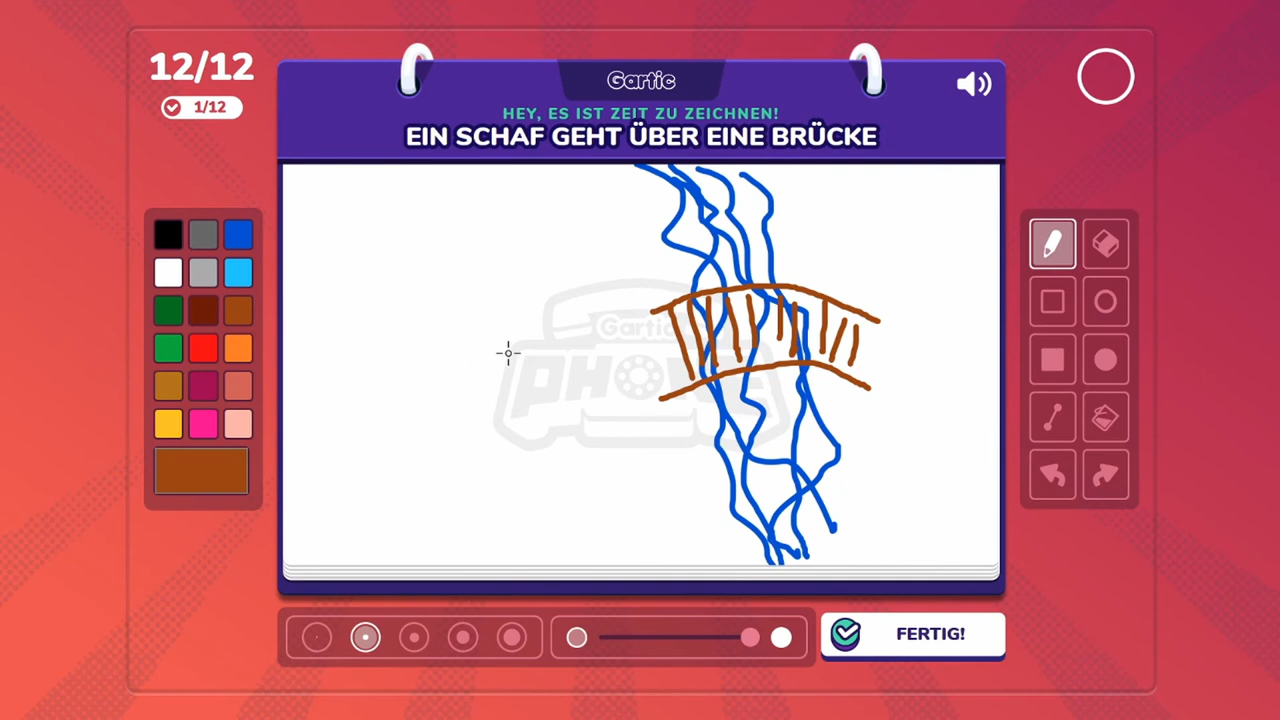 12/12
1/12
Gartic
HEY, ES IST ZEIT ZU ZEICHNEN!
EIN SCHAF GEHT ÜBER EINE BRÜCKE
Gartic
PHONE
FERTIG!